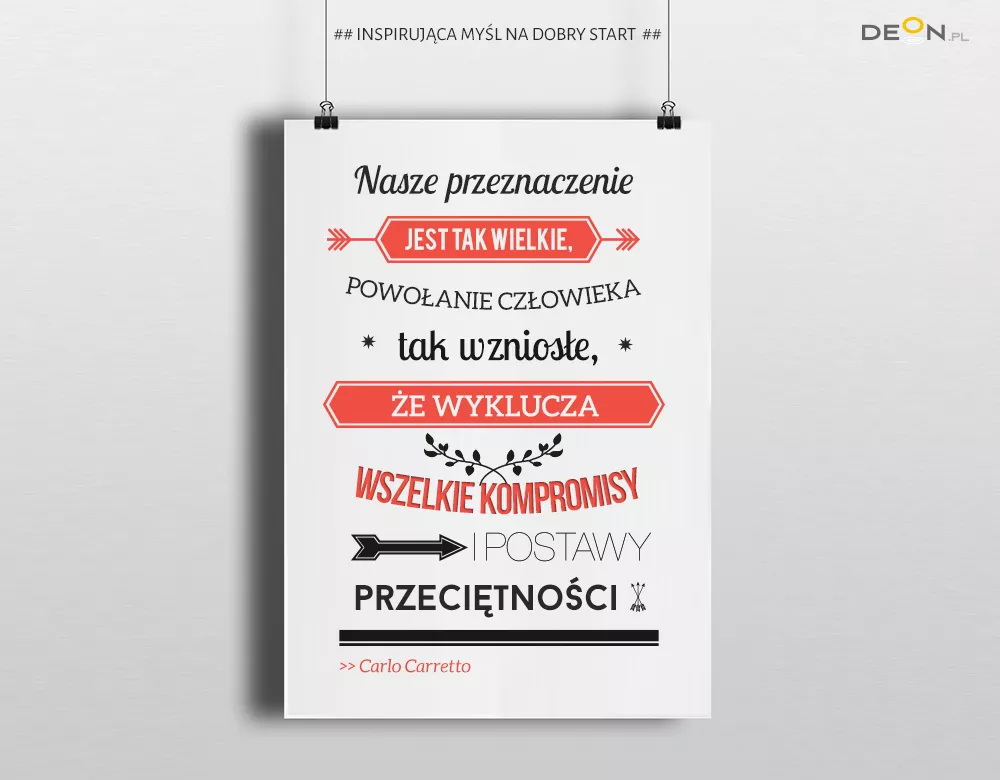 ## INSPIRUJĄCA MYŚL NA DOBRY START ##
DEON.PL
Nasze przeznaczenie
JEST TAK WIELKIE,
POWOŁANIE CZŁOWIEKA
tak wzniosłe,
ŻE WYKLUCZA
WSZELKIE KOMPROMISY
I POSTAWY
PRZECIĘTNOŚCI
>> Carlo Carretto